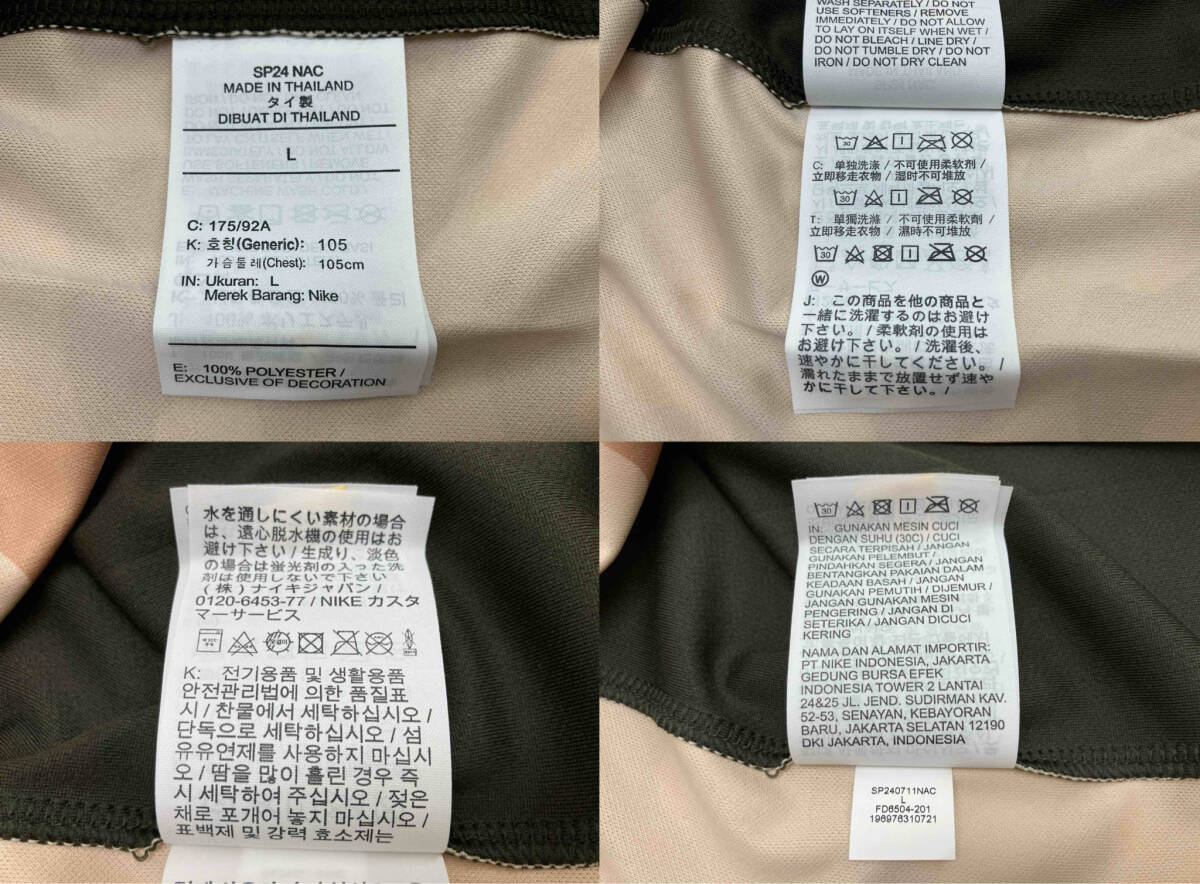 SP24 NAC
MADE IN THAILAND
タイ製
DIBUAT DI THAILAND
L
C: 175/92A
K: 호칭(Generic): 105
가슴둘레(Chest): 105cm
IN: Ukuran: L
Merek Barang: Nike
E: 100% POLYESTER /
EXCLUSIVE OF DECORATION
WASH SEPARATELY / DO NOT
USE SOFTENERS / REMOVE
IMMEDIATELY / DO NOT ALLOW
TO LAY ON ITSELF WHEN WET /
DO NOT BLEACH / LINE DRY /
DO NOT TUMBLE DRY / DO NOT
IRON / DO NOT DRY CLEAN
30
C: 单独洗涤 / 不可使用柔软剂 /
立即移走衣物 / 湿时不可堆放
30
T: 單獨洗滌 / 不可使用柔軟劑 /
立即移走衣物 / 濕時不可堆放
30
W
J: この商品を他の商品と
一緒に洗濯するのはお避け
下さい。/ 柔軟剤の使用は
お避け下さい。/ 洗濯後、
速やかに干してください。/
濡れたままで放置せず速や
かに干して下さい。/
水を通しにくい素材の場合
は、遠心脱水機の使用はお
避け下さい / 生成り、淡色
の場合は蛍光剤の入った洗
剤は使用しないで下さい
(株) ナイキジャパン /
0120-6453-77 / NIKE カスタ
マーサービス
K: 전기용품 및 생활용품
안전관리법에 의한 품질표
시 / 찬물에서 세탁하십시오 /
단독으로 세탁하십시오 / 섬
유유연제를 사용하지 마십시
오 / 땀을 많이 흘린 경우 즉
시 세탁하여 주십시오 / 젖은
채로 포개어 놓지 마십시오 /
표백제 및 강력 효소제는
30
IN: GUNAKAN MESIN CUCI
DENGAN SUHU (30C) / CUCI
SECARA TERPISAH / JANGAN
GUNAKAN PELEMBUT /
PINDAHKAN SEGERA / JANGAN
BENTANGKAN PAKAIAN DALAM
KEADAAN BASAH / JANGAN
GUNAKAN PEMUTIH / DIJEMUR /
JANGAN GUNAKAN MESIN
PENGERING / JANGAN DI
SETERIKA / JANGAN DICUCI
KERING
NAMA DAN ALAMAT IMPORTIR:
PT NIKE INDONESIA, JAKARTA
GEDUNG BURSA EFEK
INDONESIA TOWER 2 LANTAI
24&25 JL. JEND. SUDIRMAN KAV.
52-53, SENAYAN, KEBAYORAN
BARU, JAKARTA SELATAN 12190
DKI JAKARTA, INDONESIA
SP240711NAC
L
FD6504-201
196976310721